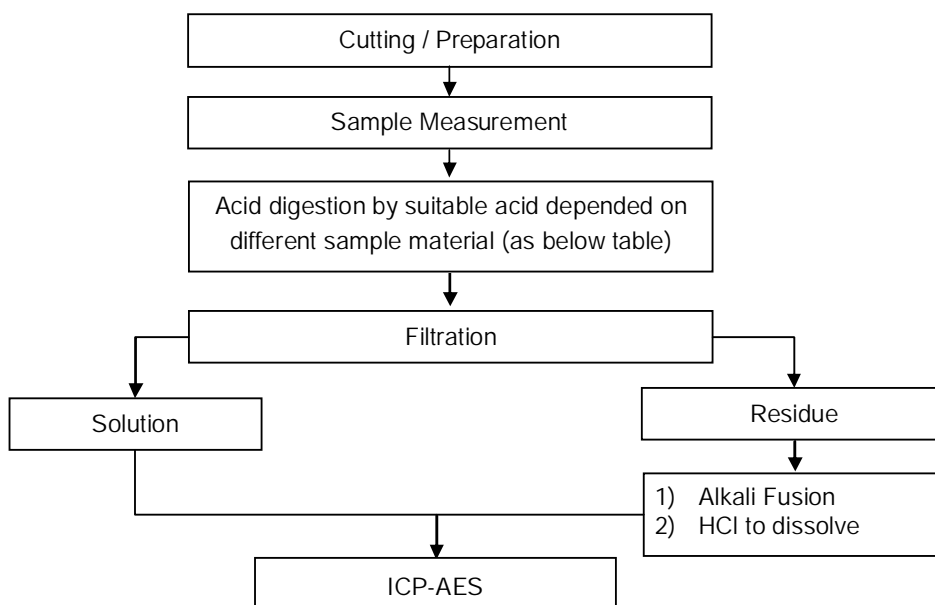 Cutting / Preparation
Sample Measurement
Acid digestion by suitable acid depended on
different sample material (as below table)
Filtration
Solution
Residue
1) Alkali Fusion
2) HCl to dissolve
ICP-AES